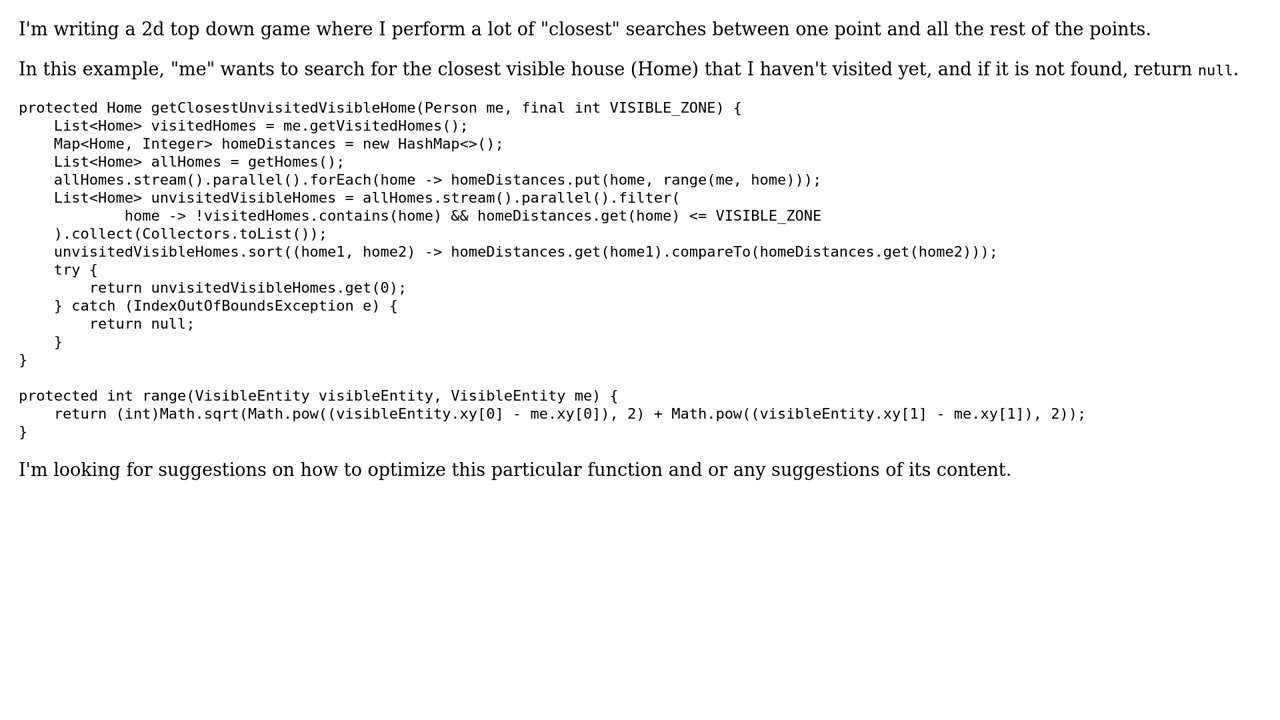 I'm writing a 2d top down game where I perform a lot of "closest" searches between one point and all the rest of the points.
In this example, "me" wants to search for the closest visible house (Home) that I haven't visited yet, and if it is not found, return null.
protected Home getClosestUnvisitedVisibleHome(Person me, final int VISIBLE_ZONE) {
    List<Home> visitedHomes = me.getVisitedHomes();
    Map<Home, Integer> homeDistances = new HashMap<>();
    List<Home> allHomes = getHomes();
    allHomes.stream().parallel().forEach(home -> homeDistances.put(home, range(me, home)));
    List<Home> unvisitedVisibleHomes = allHomes.stream().parallel().filter(
            home -> !visitedHomes.contains(home) && homeDistances.get(home) <= VISIBLE_ZONE
    ).collect(Collectors.toList());
    unvisitedVisibleHomes.sort((home1, home2) -> homeDistances.get(home1).compareTo(homeDistances.get(home2)));
    try {
        return unvisitedVisibleHomes.get(0);
    } catch (IndexOutOfBoundsException e) {
        return null;
    }
}
protected int range(VisibleEntity visibleEntity, VisibleEntity me) {
    return (int)Math.sqrt(Math.pow((visibleEntity.xy[0] - me.xy[0]), 2) + Math.pow((visibleEntity.xy[1] - me.xy[1]), 2));
}
I'm looking for suggestions on how to optimize this particular function and or any suggestions of its content.